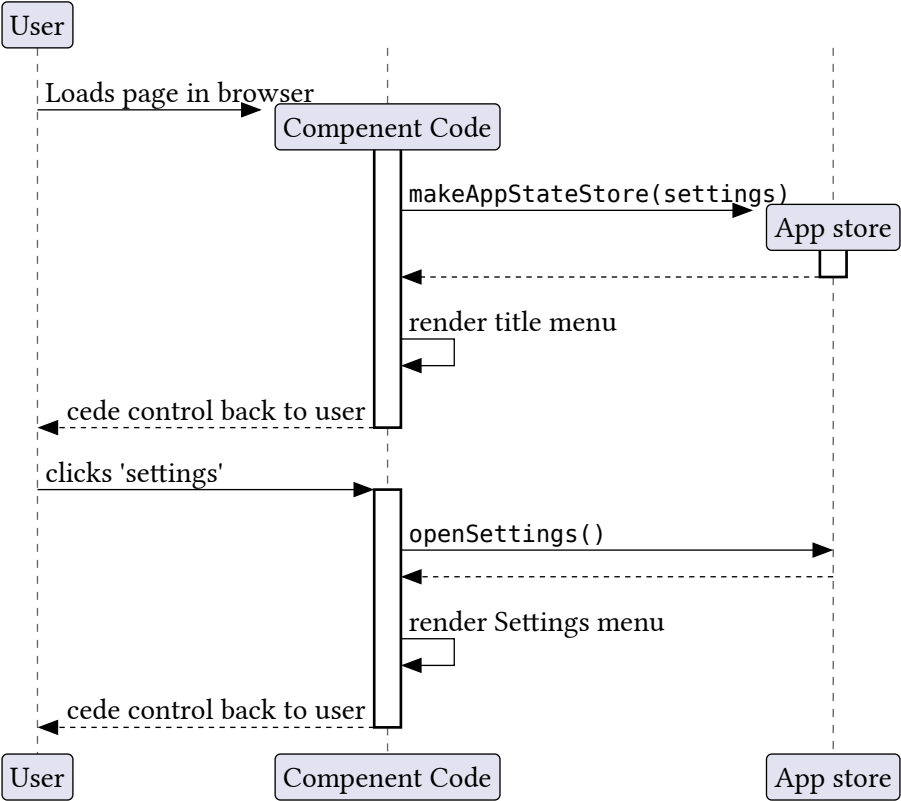 User
Loads page in browser
Compenent Code
makeAppStateStore(settings)
App store
render title menu
cede control back to user
clicks 'settings'
openSettings()
render Settings menu
cede control back to user
User
Compenent Code
App store